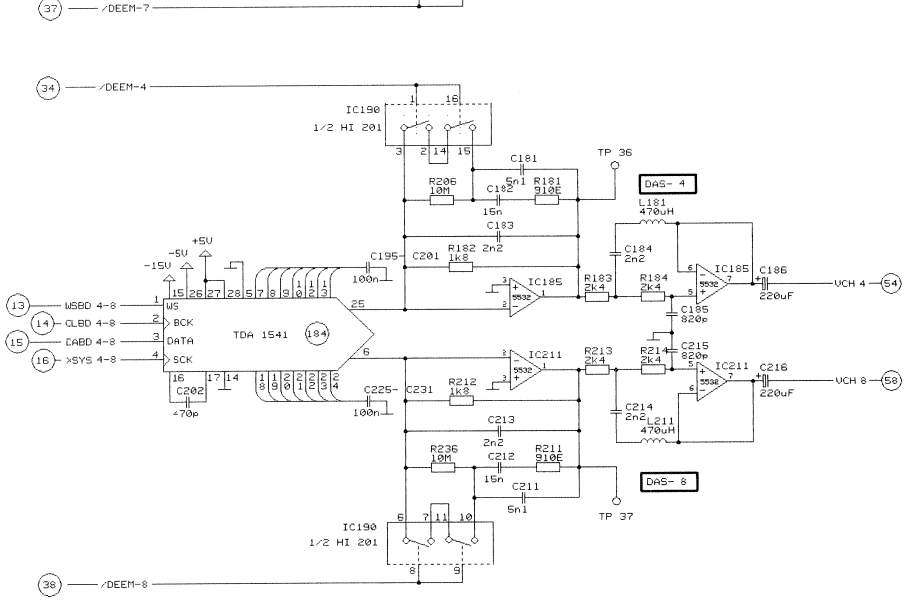 37 /DEEM-7
34 /DEEM-4
1 16
IC190
1/2 HI 201
3 2 14 15
C181
5n1
TP 36
DAS- 4
R206
10M
C182
15n
R181
910E
L181
470uH
C183
2n2
+5V
-5V
-15V
C195- C201
100n
R182
1k8
C184
2n2
IC185
5532
R183
2k4
R184
2k4
IC185
5532
C186
220uF
VCH 4 54
C185
820p
15 26 27 28 5 7 8 9 10 11 12 13
13 WSBD 4-8 1 WS 25
14 CLBD 4-8 2 BCK
15 DABD 4-8 3 DATA
16 XSYS 4-8 4 SCK
TDA 1541 184
6
16 17 14 18 19 20 21 22 23 24
C202
470p
C225- C231
100n
IC211
5532
R212
1k8
R213
2k4
R214
2k4
C215
820p
IC211
5532
C216
220uF
VCH 8 58
C214
2n2
L211
470uH
C213
2n2
R236
10M
C212
15n
R211
910E
C211
5n1
DAS- 8
TP 37
6 7 11 10
IC190
1/2 HI 201
8 9
38 /DEEM-8